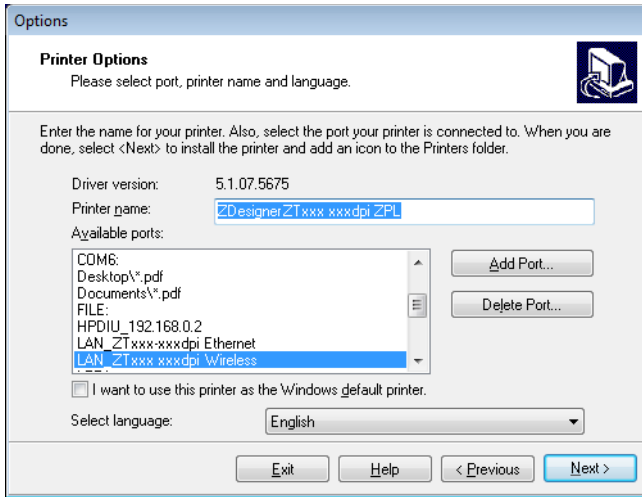 Options
Printer Options
Please select port, printer name and language.
Enter the name for your printer. Also, select the port your printer is connected to. When you are
done, select <Next> to install the printer and add an icon to the Printers folder.
Driver version: 5.1.07.5675
Printer name: ZDesignerZTxxx xxxdpi ZPL
Available ports:
COM6:
Desktop\*.pdf
Documents\*.pdf
FILE:
HPDIU_192.168.0.2
LAN_ZTxxx-xxxdpi Ethernet
LAN_ZTxxx xxxdpi Wireless
Add Port...
Delete Port...
I want to use this printer as the Windows default printer.
Select language: English
Exit Help < Previous Next >